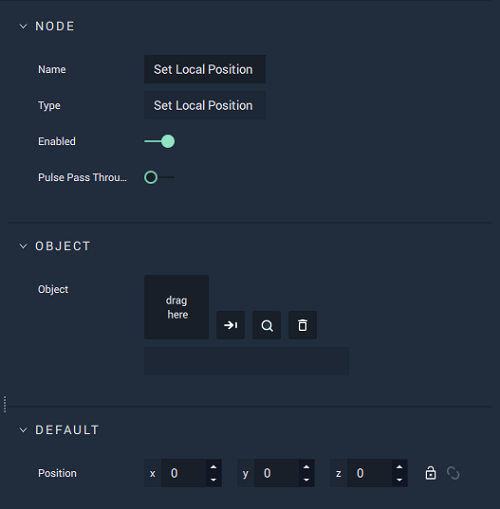 NODE
Name Set Local Position
Type Set Local Position
Enabled
Pulse Pass Throu...
OBJECT
Object
drag
here
DEFAULT
Position x 0 y 0 z 0